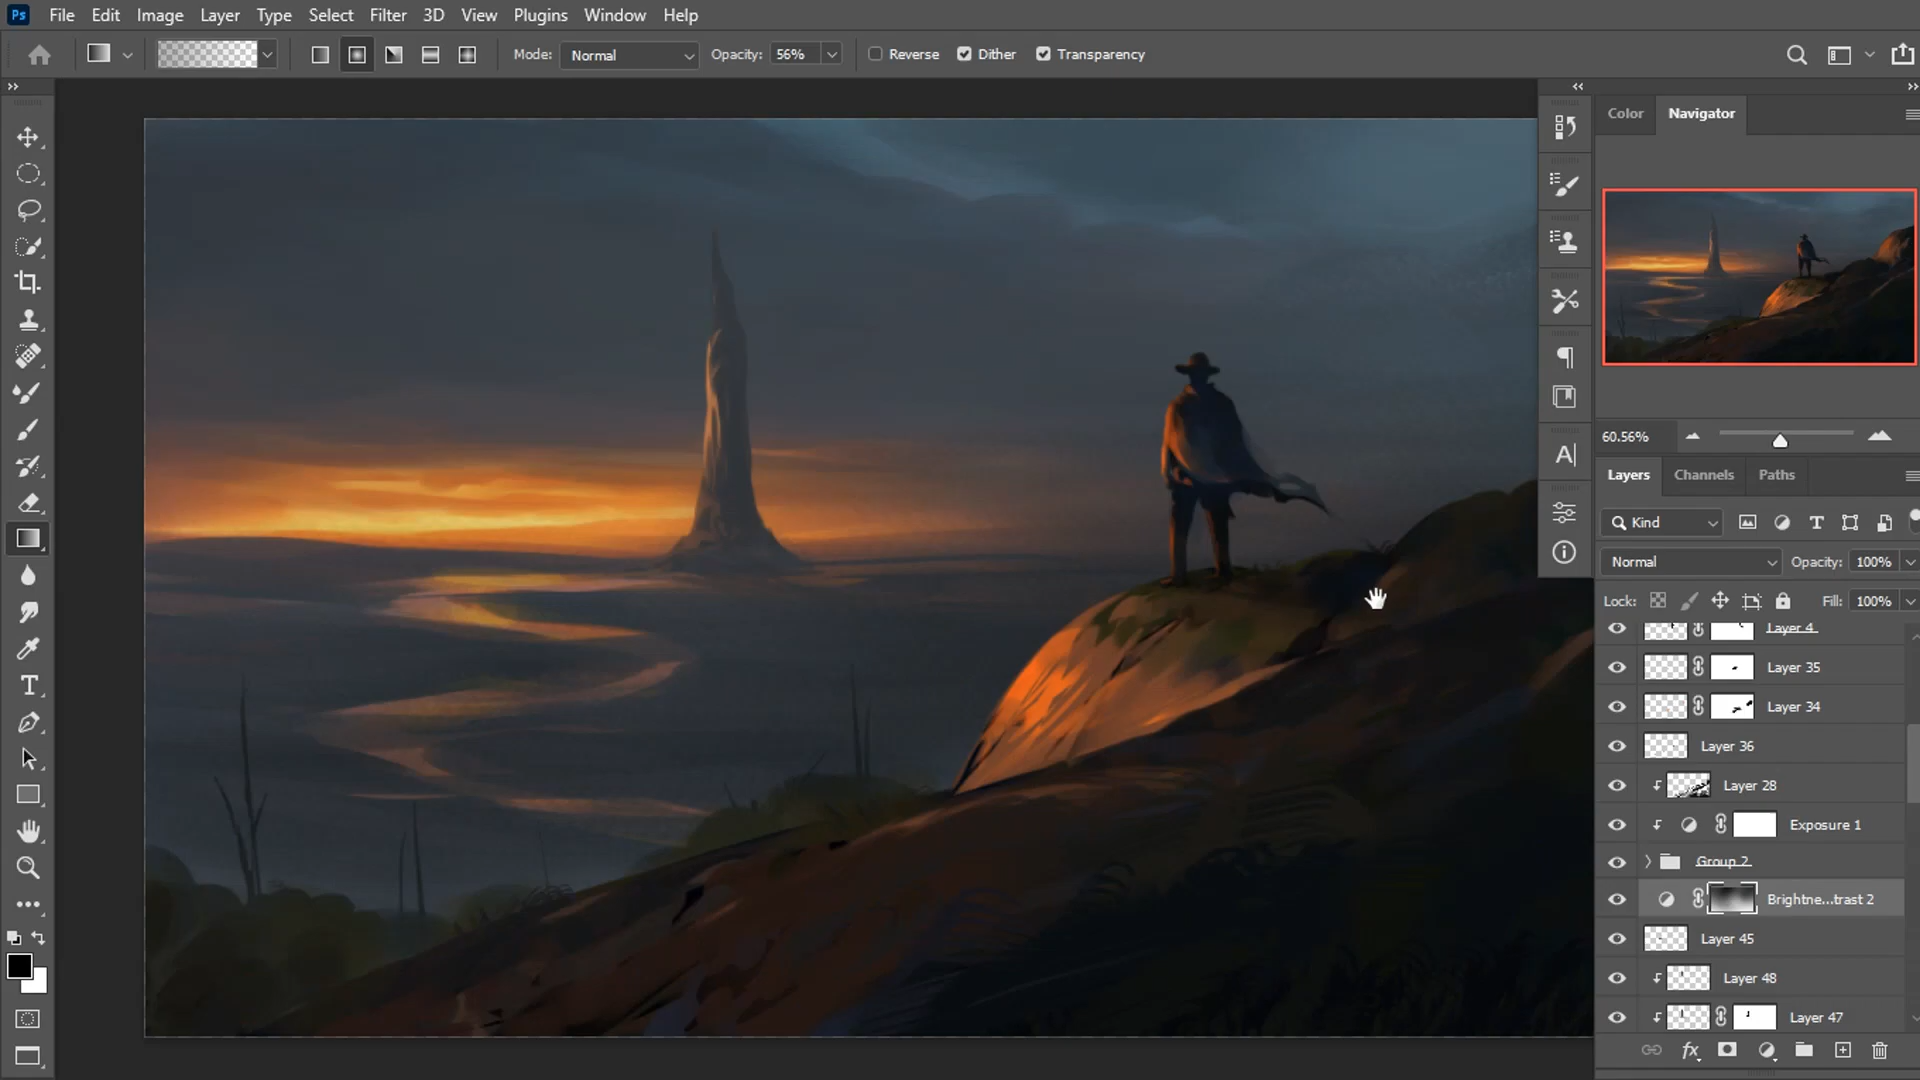 Ps File Edit Image Layer Type Select Filter 3D View Plugins Window Help
Mode: Normal Opacity: 56% Reverse Dither Transparency
Color Navigator
60.56%
Layers Channels Paths
Kind T
Normal Opacity: 100%
Lock: Fill: 100%
Layer 4
Layer 35
Layer 34
Layer 36
Layer 28
Exposure 1
Group 2
Brightne...trast 2
Layer 45
Layer 48
Layer 47
fx